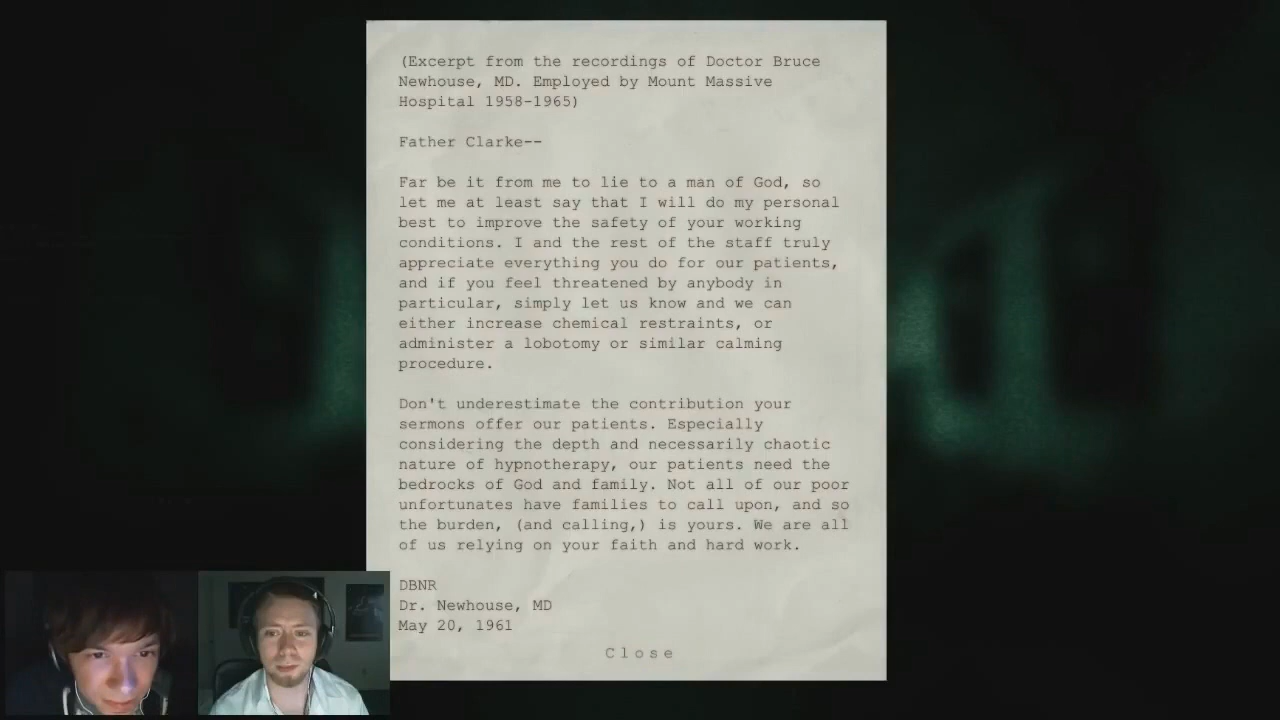 (Excerpt from the recordings of Doctor Bruce
Newhouse, MD. Employed by Mount Massive
Hospital 1958-1965)
Father Clarke--
Far be it from me to lie to a man of God, so
let me at least say that I will do my personal
best to improve the safety of your working
conditions. I and the rest of the staff truly
appreciate everything you do for our patients,
and if you feel threatened by anybody in
particular, simply let us know and we can
either increase chemical restraints, or
administer a lobotomy or similar calming
procedure.
Don't underestimate the contribution your
sermons offer our patients. Especially
considering the depth and necessarily chaotic
nature of hypnotherapy, our patients need the
bedrocks of God and family. Not all of our poor
unfortunates have families to call upon, and so
the burden, (and calling,) is yours. We are all
of us relying on your faith and hard work.
DBNR
Dr. Newhouse, MD
May 20, 1961
Close